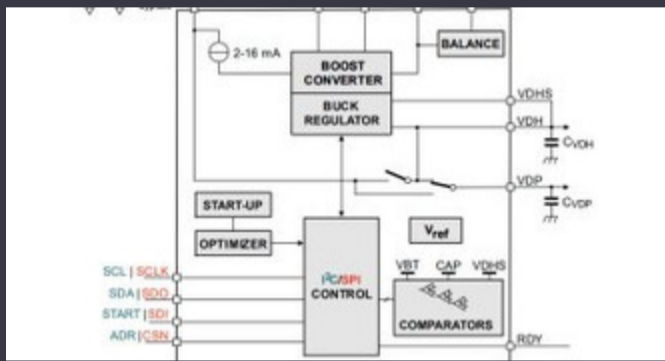 2-16 mA
BALANCE
BOOST
CONVERTER
BUCK
REGULATOR
VDHS
VDH
CVDH
VDP
CVDP
START-UP
OPTIMIZER
Vref
SCL | SCLK
SDA | SDO
START | SDI
ADR | CSN
I²C/SPI
CONTROL
VBT CAP VDHS
COMPARATORS
RDY